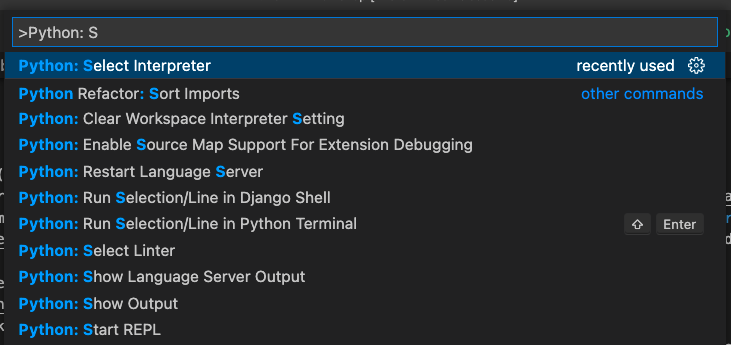 >Python: S
Python: Select Interpreter recently used
Python Refactor: Sort Imports other commands
Python: Clear Workspace Interpreter Setting
Python: Enable Source Map Support For Extension Debugging
Python: Restart Language Server
Python: Run Selection/Line in Django Shell
Python: Run Selection/Line in Python Terminal ⇧ Enter
Python: Select Linter
Python: Show Language Server Output
Python: Show Output
Python: Start REPL